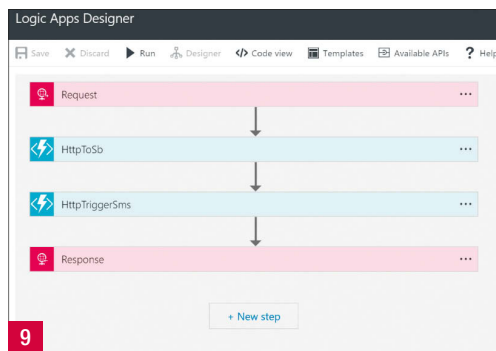 Logic Apps Designer
Save Discard Run Designer </> Code view Templates Available APIs ? Help
Request ...
HttpToSb ...
HttpTriggerSms ...
Response ...
+ New step
9